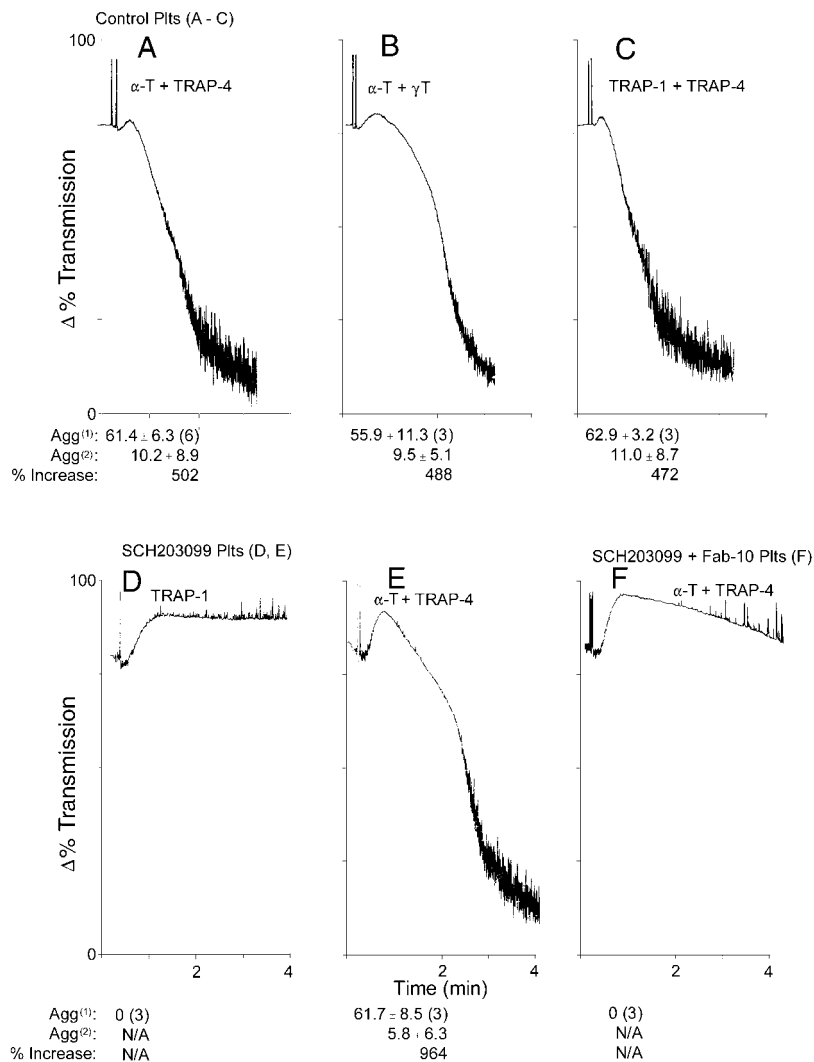 Control Plts (A - C)
100
A
B
C
α-T + TRAP-4
α-T + γT
TRAP-1 + TRAP-4
Δ % Transmission
0
Agg(1): 61.4 ± 6.3 (6)
55.9 + 11.3 (3)
62.9 + 3.2 (3)
Agg(2): 10.2 + 8.9
9.5 ± 5.1
11.0 ± 8.7
% Increase: 502
488
472
SCH203099 Plts (D, E)
SCH203099 + Fab-10 Plts (F)
100
D
E
F
TRAP-1
α-T + TRAP-4
α-T + TRAP-4
Δ % Transmission
0
2
4
2
4
2
4
Time (min)
Agg(1): 0 (3)
61.7 ± 8.5 (3)
0 (3)
Agg(2): N/A
5.8 + 6.3
N/A
% Increase: N/A
964
N/A